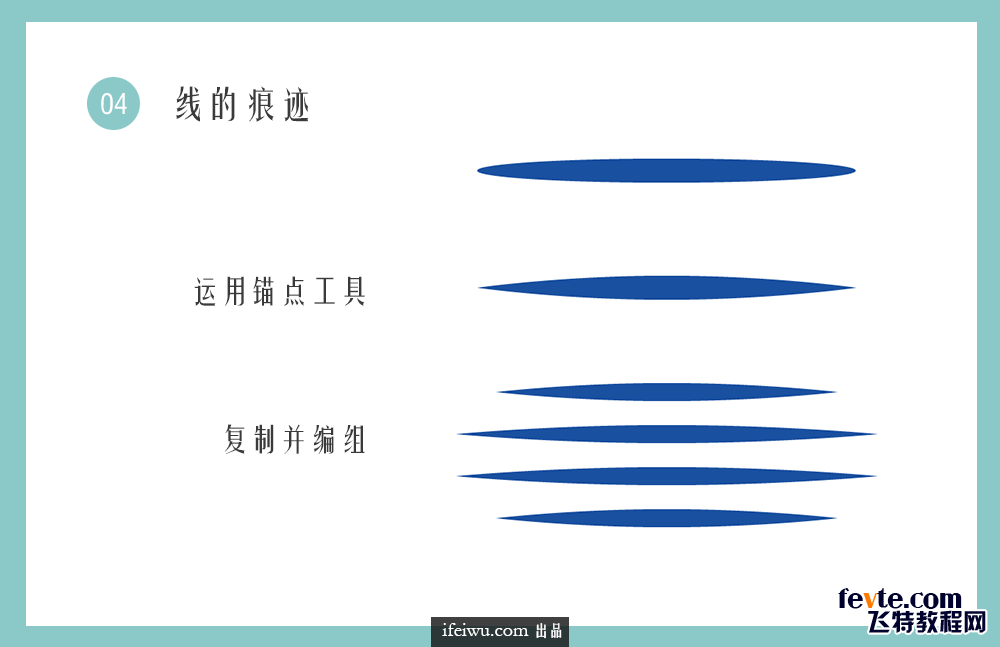 04 线的痕迹
运用锚点工具
复制并编组
fevte.com
飞特教程网
ifeiwu.com 出品